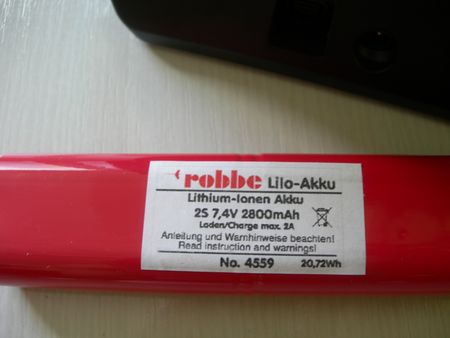 robbe Lilo-Akku
Lithium-Ionen Akku
2S 7,4V 2800mAh
Laden/Charge max. 2A
Anleitung und Warnhinweise beachten!
Read instruction and warnings!
No. 4559 20,72Wh